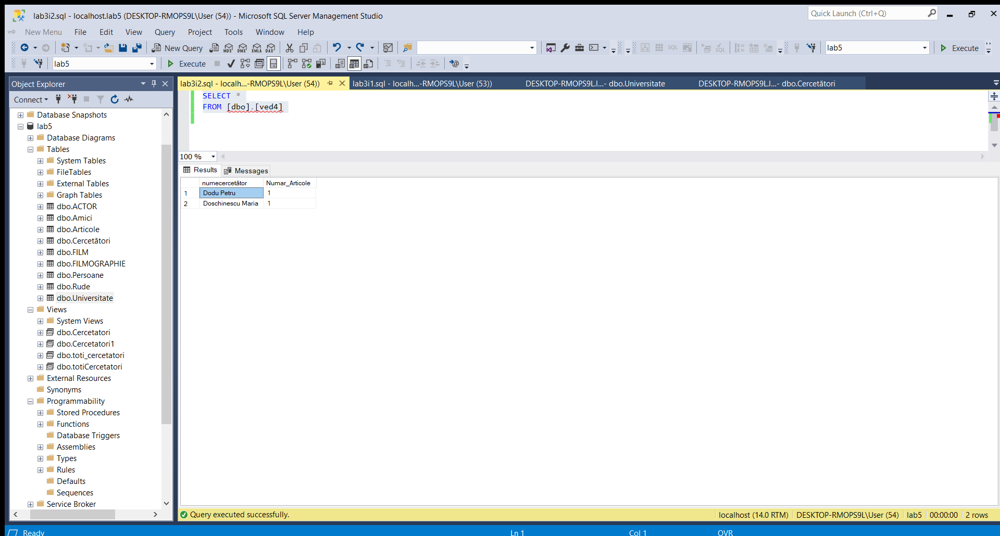 lab3i2.sql - localhost.lab5 (DESKTOP-RMOPS9L\User (54)) - Microsoft SQL Server Management Studio
Quick Launch (Ctrl+Q)
New Menu File Edit View Query Project Tools Window Help
New Query MDX DMX XMLA DAX SQL SQL lab5 Execute
lab5 Execute
Object Explorer
Connect
Database Snapshots
lab5
Database Diagrams
Tables
System Tables
FileTables
External Tables
Graph Tables
dbo.ACTOR
dbo.Amici
dbo.Articole
dbo.Cercetători
dbo.FILM
dbo.FILMOGRAPHIE
dbo.Persoane
dbo.Rude
dbo.Universitate
Views
System Views
dbo.Cercetatori
dbo.Cercetatori1
dbo.toti_cercetatori
dbo.totiCercetatori
External Resources
Synonyms
Programmability
Stored Procedures
Functions
Database Triggers
Assemblies
Types
Rules
Defaults
Sequences
Service Broker
lab3i2.sql - localh...-RMOPS9L\User (54)) lab3i1.sql - localh...-RMOPS9L\User (53)) DESKTOP-RMOPS9L.l...- dbo.Universitate DESKTOP-RMOPS9L.l...- dbo.Cercetători
SELECT *
FROM [dbo].[ved4]
100 %
Results Messages
numecercetător Numar_Articole
1 Dodu Petru 1
2 Doschinescu Maria 1
Query executed successfully. localhost (14.0 RTM) DESKTOP-RMOPS9L\User (54) lab5 00:00:00 2 rows
Ready Ln 1 Col 1 OVR